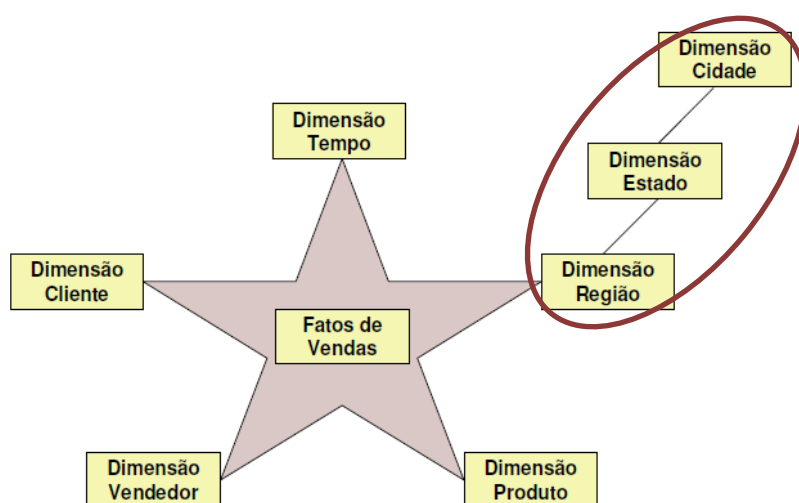 Dimensão
Cidade
Dimensão
Tempo
Dimensão
Estado
Dimensão
Cliente
Dimensão
Região
Fatos de
Vendas
Dimensão
Vendedor
Dimensão
Produto